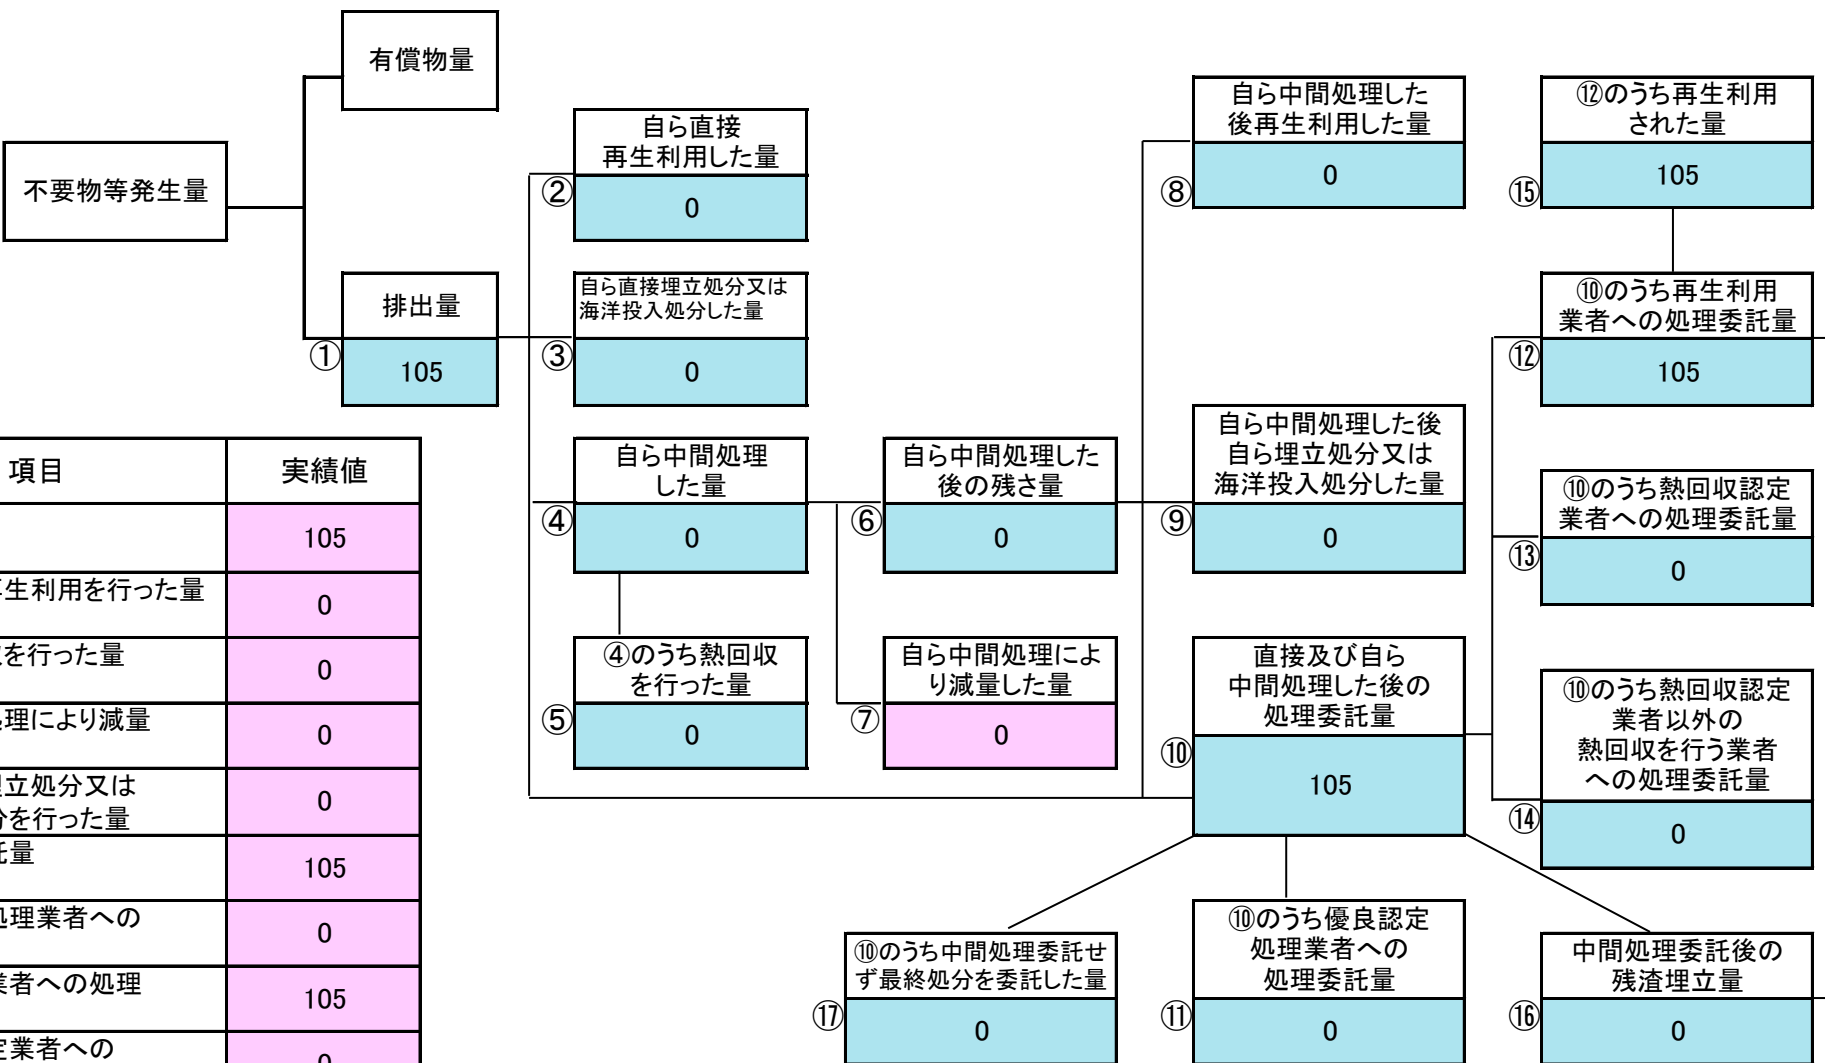 有償物量
不要物等発生量
排出量
①
105
自ら直接
再生利用した量
②
0
自ら直接埋立処分又は
海洋投入処分した量
③
0
自ら中間処理
した量
④
0
④のうち熱回収
を行った量
⑤
0
自ら中間処理した
後の残さ量
⑥
0
自ら中間処理によ
り減量した量
⑦
0
自ら中間処理した
後再生利用した量
⑧
0
自ら中間処理した後
自ら埋立処分又は
海洋投入処分した量
⑨
0
直接及び自ら
中間処理した後の
処理委託量
⑩
105
⑫のうち再生利用
された量
⑮
105
⑩のうち再生利用
業者への処理委託量
⑫
105
⑩のうち熱回収認定
業者への処理委託量
⑬
0
⑩のうち熱回収認定
業者以外の
熱回収を行う業者
への処理委託量
⑭
0
⑩のうち中間処理委託せ
ず最終処分を委託した量
⑰
0
⑩のうち優良認定
処理業者への
処理委託量
⑪
0
中間処理委託後の
残渣埋立量
⑯
0
項目 実績値
105
生利用を行った量 0
を行った量 0
理により減量 0
立処分又は
を行った量 0
量 105
処理業者への 0
業者への処理 105
業者への 0